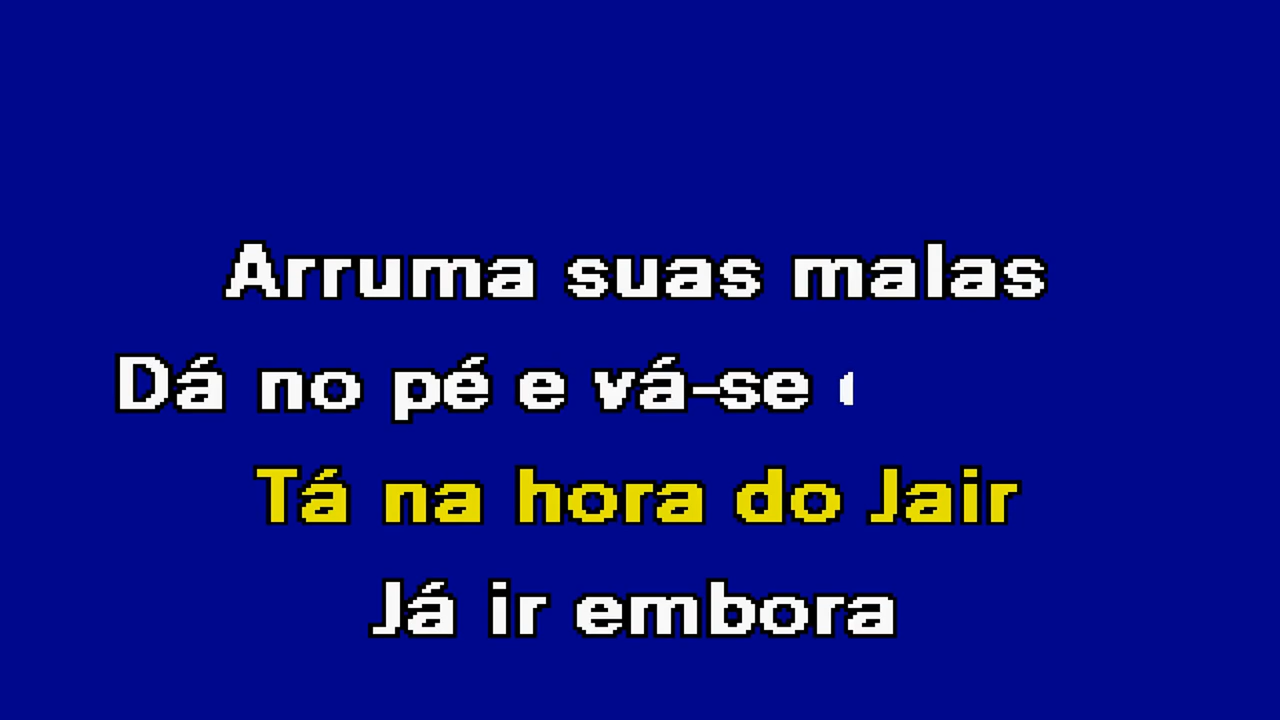 Arruma suas malas
Dá no pé e vá-se
Tá na hora do Jair
Já ir embora